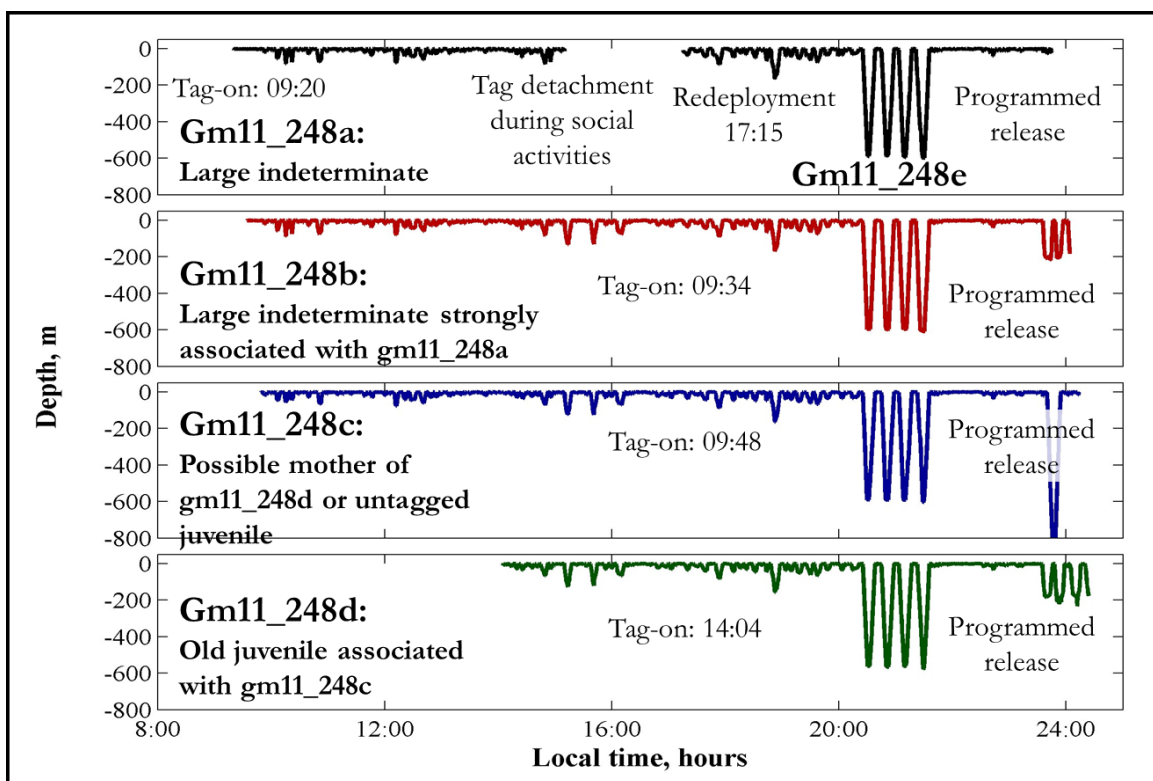 0
-200
-400
-600
-800
Tag-on: 09:20
Gm11_248a:
Large indeterminate
Tag detachment
during social
activities
Redeployment
17:15
Gm11_248e
Programmed
release
0
-200
-400
-600
-800
Gm11_248b:
Large indeterminate strongly
associated with gm11_248a
Tag-on: 09:34
Programmed
release
0
-200
-400
-600
-800
Gm11_248c:
Possible mother of
gm11_248d or untagged
juvenile
Tag-on: 09:48
Programmed
release
0
-200
-400
-600
-800
Gm11_248d:
Old juvenile associated
with gm11_248c
Tag-on: 14:04
Programmed
release
Depth, m
8:00
12:00
16:00
20:00
24:00
Local time, hours